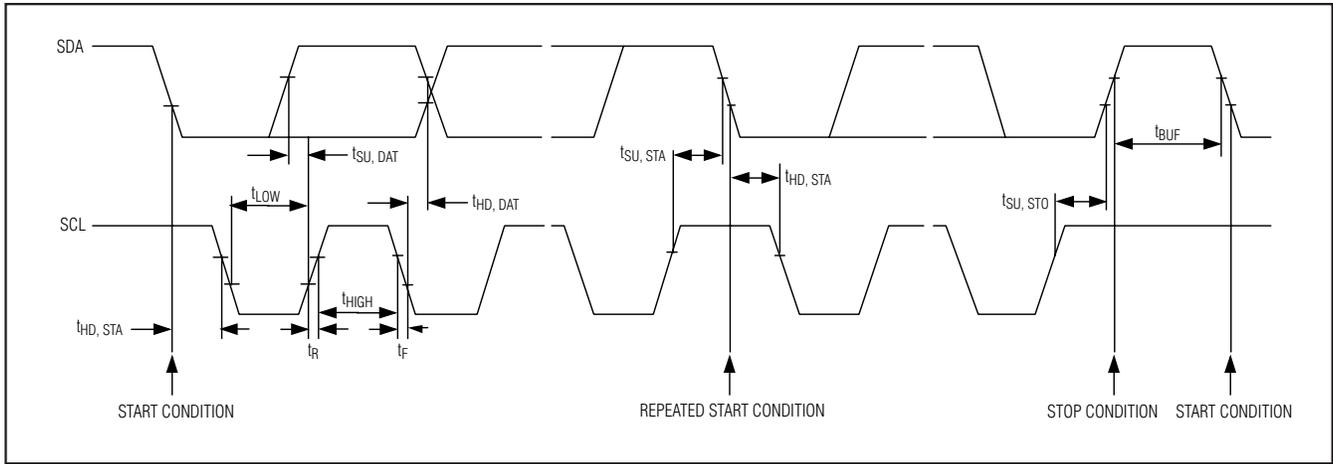 SDA
tSU, DAT
tSU, STA
tHD, STA
tBUF
tLOW
tHD, DAT
tSU, STO
SCL
tHIGH
tHD, STA
tR
tF
START CONDITION
REPEATED START CONDITION
STOP CONDITION
START CONDITION